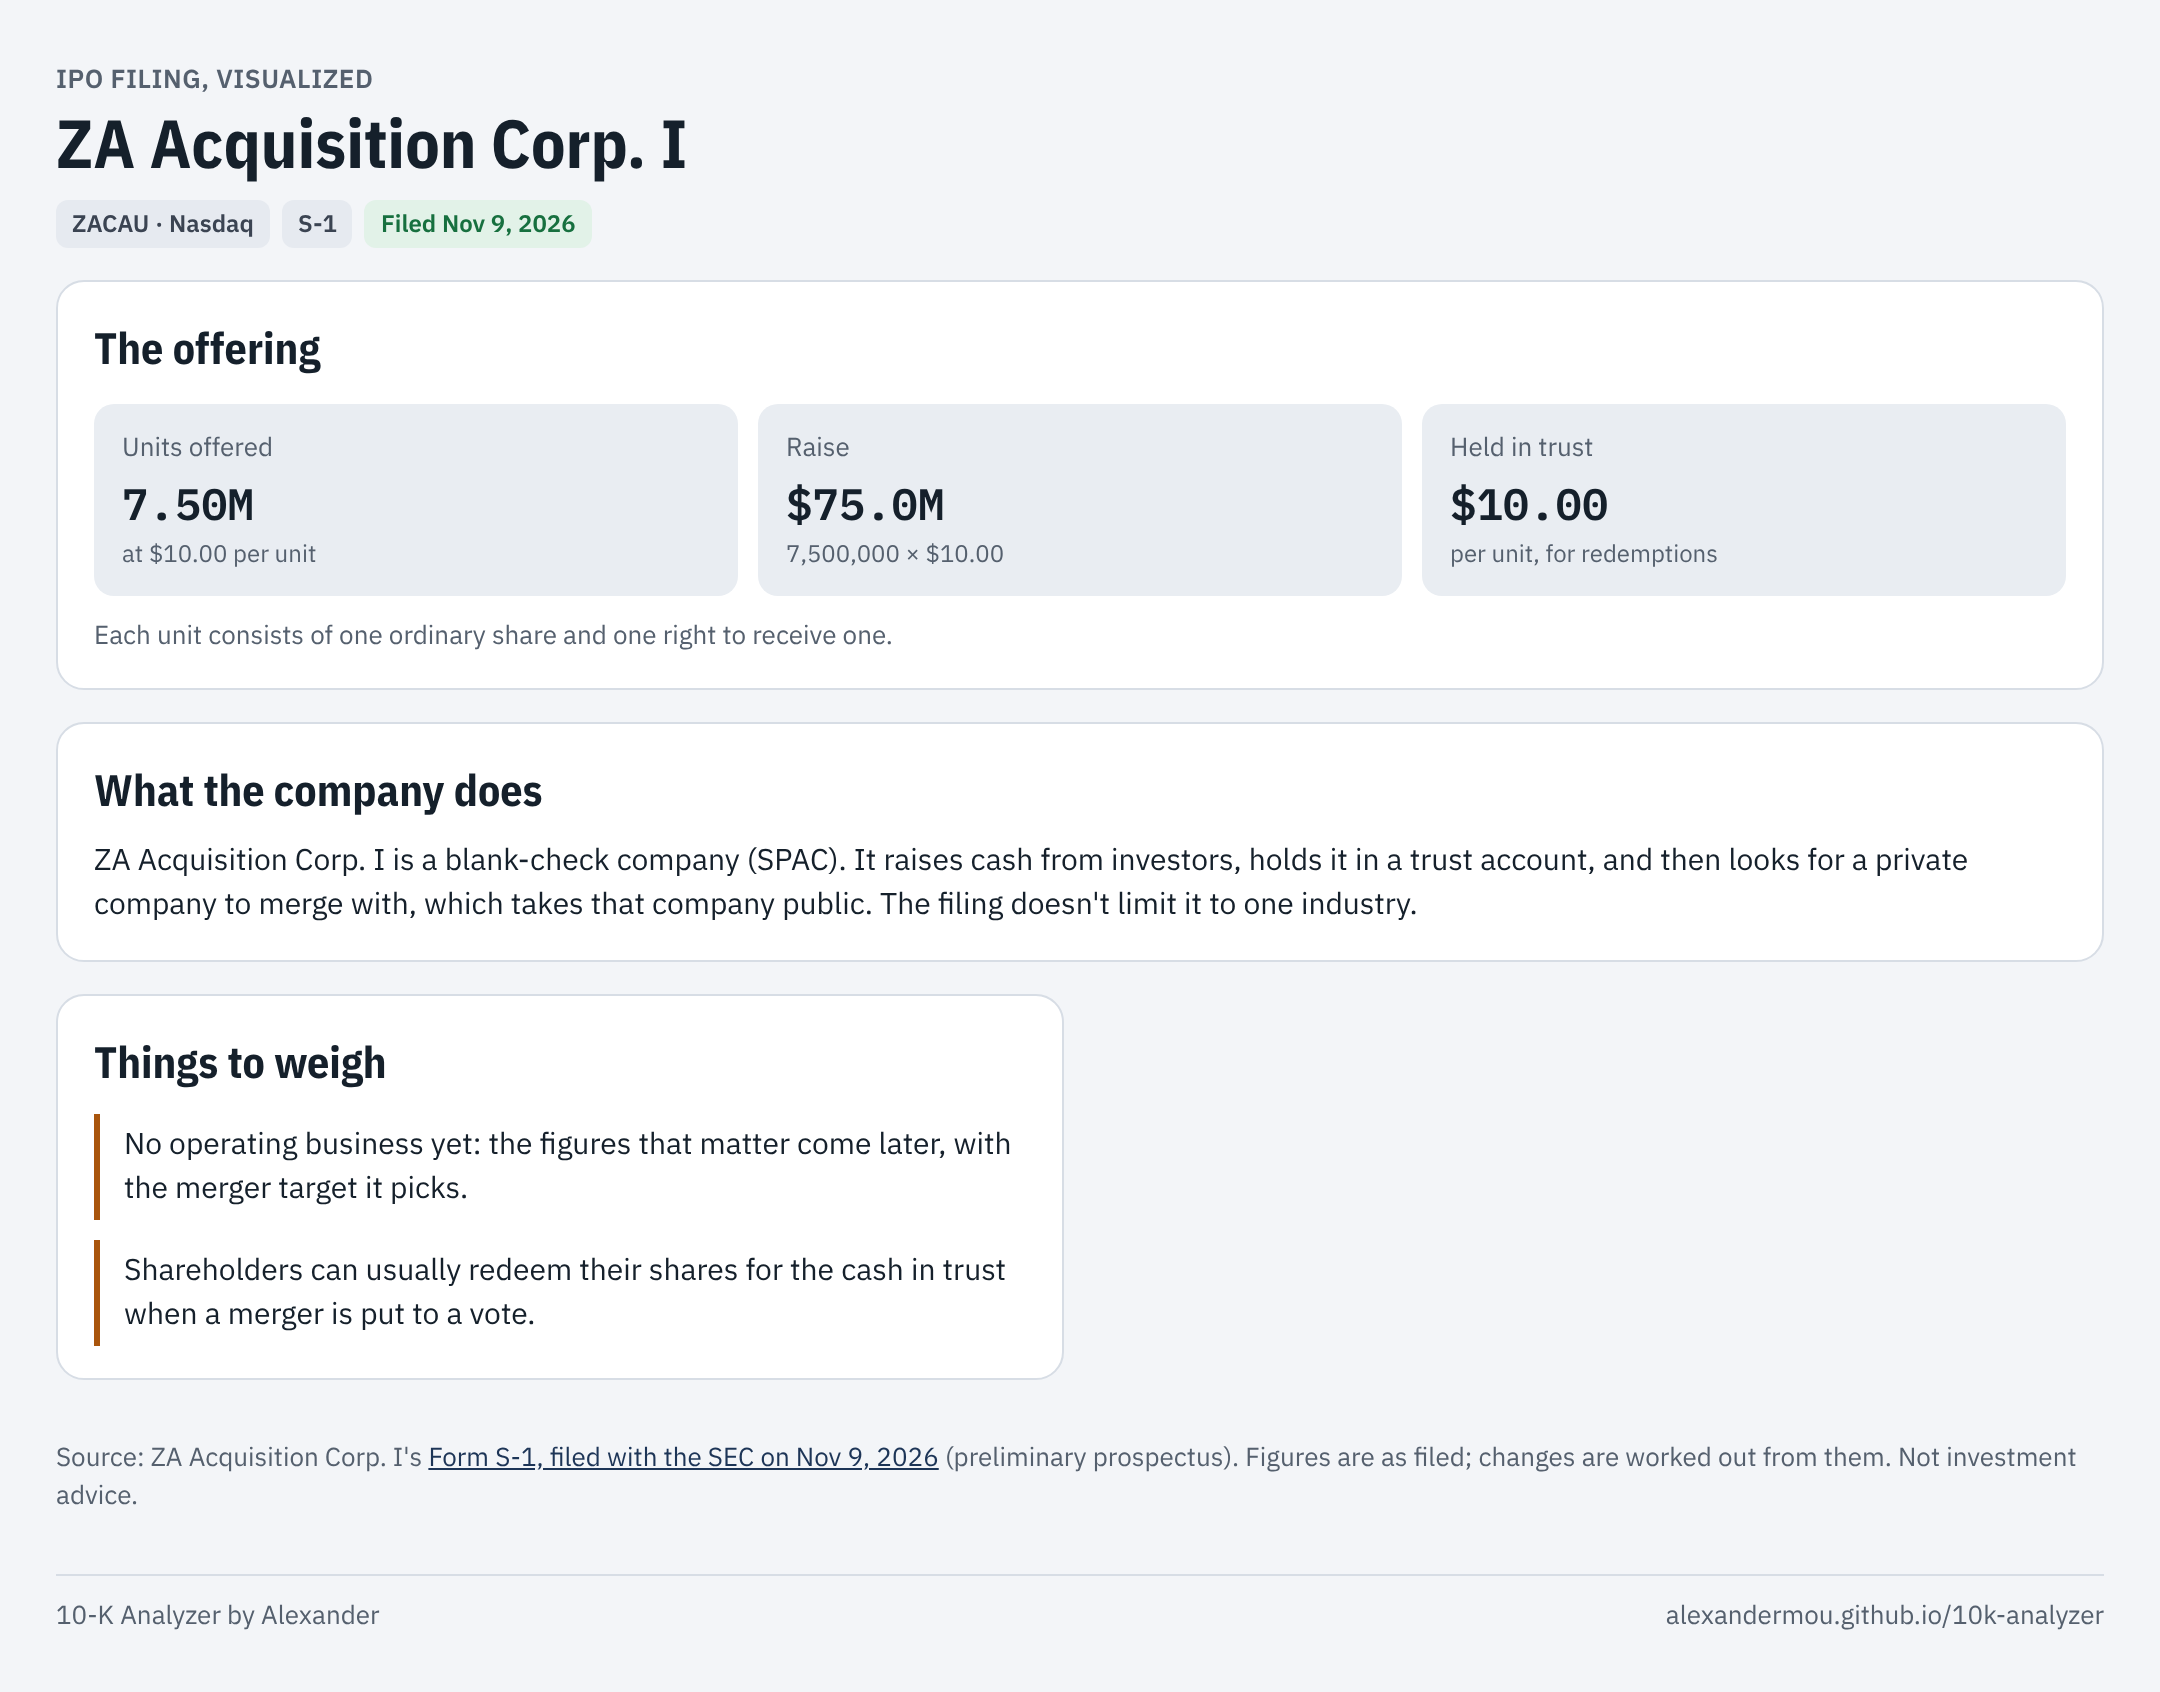 IPO FILING, VISUALIZED
ZA Acquisition Corp. I
ZACAU · Nasdaq
S-1
Filed Nov 9, 2026
The offering
Units offered
7.50M
at $10.00 per unit
Raise
$75.0M
7,500,000 × $10.00
Held in trust
$10.00
per unit, for redemptions
Each unit consists of one ordinary share and one right to receive one.
What the company does
ZA Acquisition Corp. I is a blank-check company (SPAC). It raises cash from investors, holds it in a trust account, and then looks for a private
company to merge with, which takes that company public. The filing doesn't limit it to one industry.
Things to weigh
No operating business yet: the figures that matter come later, with
the merger target it picks.
Shareholders can usually redeem their shares for the cash in trust
when a merger is put to a vote.
Source: ZA Acquisition Corp. I's Form S-1, filed with the SEC on Nov 9, 2026 (preliminary prospectus). Figures are as filed; changes are worked out from them. Not investment
advice.
10-K Analyzer by Alexander
alexandermou.github.io/10k-analyzer